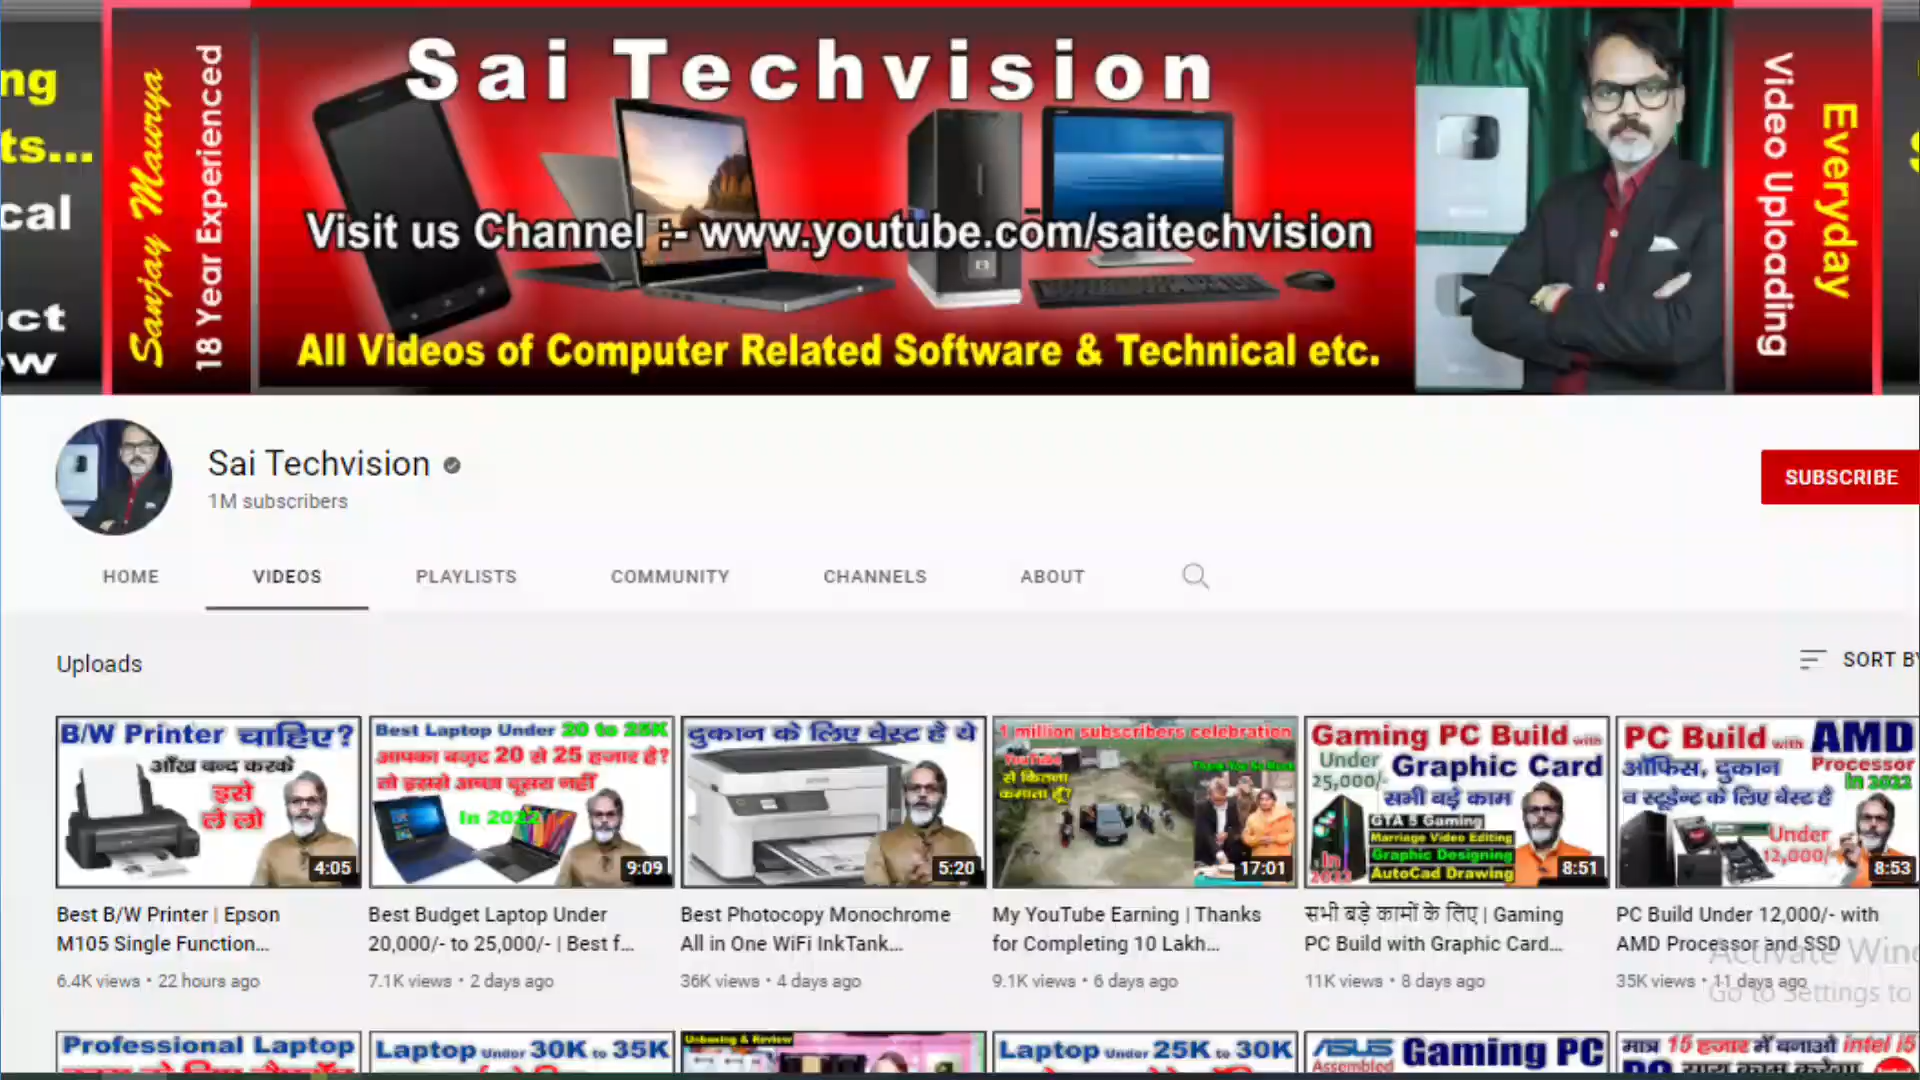 Sai Techvision
Visit us Channel :- www.youtube.com/saitechvision
All Videos of Computer Related Software & Technical etc.
Sanjay Maurya
18 Year Experienced
Everyday
Video Uploading
ng
ts...
cal
ct
w
Sai Techvision
1M subscribers
SUBSCRIBE
HOME VIDEOS PLAYLISTS COMMUNITY CHANNELS ABOUT
Uploads
SORT BY
B/W Printer चाहिए?
आँख बन्द करके
इसे
ले लो
4:05
Best B/W Printer | Epson
M105 Single Function...
6.4K views • 22 hours ago
Best Laptop Under 20 to 25K
आपका बजट 20 से 25 हजार है?
तो इससे अच्छा दूसरा नहीं
In 2022
9:09
Best Budget Laptop Under
20,000/- to 25,000/- | Best f...
7.1K views • 2 days ago
दुकान के लिए बेस्ट है ये
5:20
Best Photocopy Monochrome
All in One WiFi InkTank...
36K views • 4 days ago
1 million subscribers celebration
YouTube
से कितना
कमाता हूँ?
17:01
My YouTube Earning | Thanks
for Completing 10 Lakh...
9.1K views • 6 days ago
Gaming PC Build with
Under
25,000/-
Graphic Card
सभी बड़े काम
GTA 5 Gaming
Marriage Video Editing
Graphic Designing
AutoCad Drawing
In
2022
8:51
सभी बड़े कामों के लिए | Gaming
PC Build with Graphic Card...
11K views • 8 days ago
PC Build with AMD
Processor
In 2022
ऑफिस, दुकान
व स्टूडेन्ट के लिए बेस्ट है
Under
12,000/-
8:53
PC Build Under 12,000/- with
AMD Processor and SSD
35K views • 11 days ago
Activate Wind
Go to Settings to
Professional Laptop
Laptop Under 30K to 35K
Unboxing & Review
Laptop Under 25K to 30K
ASUS
Assembled
Gaming PC
मात्र 15 हजार में बनाओ intel i5